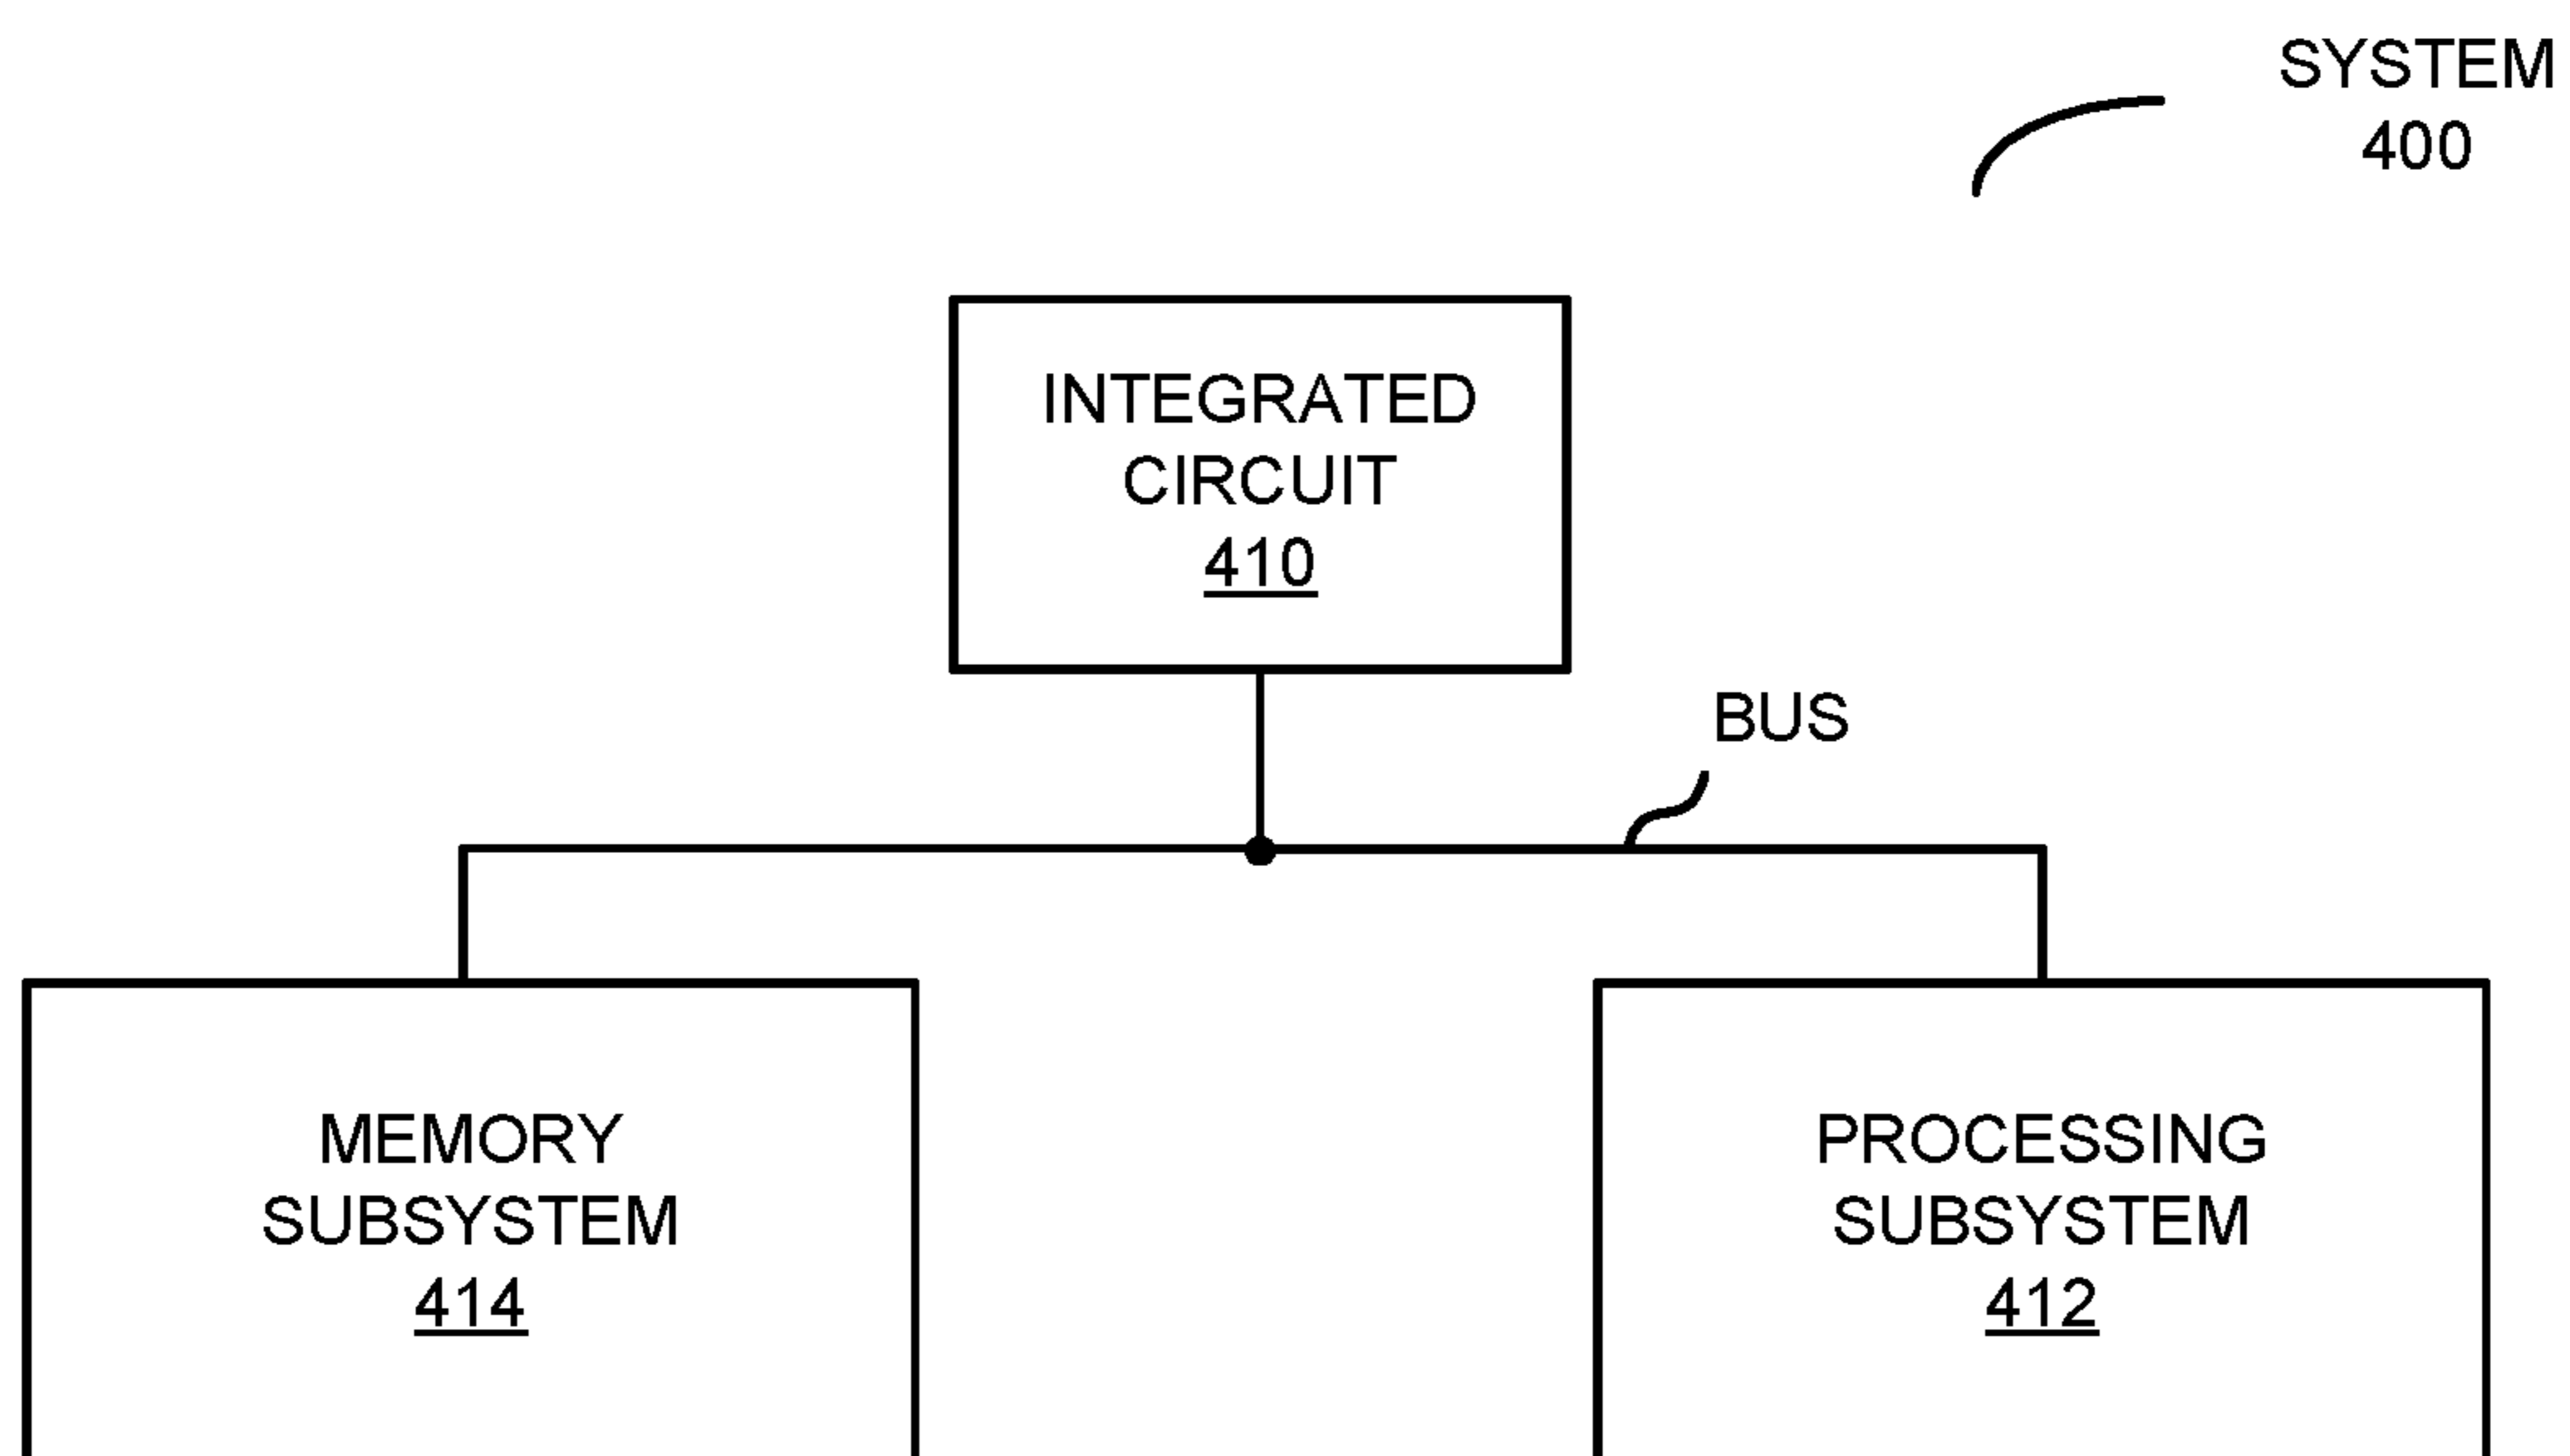 SYSTEM
400
INTEGRATED
CIRCUIT
410
BUS
MEMORY
SUBSYSTEM
414
PROCESSING
SUBSYSTEM
412